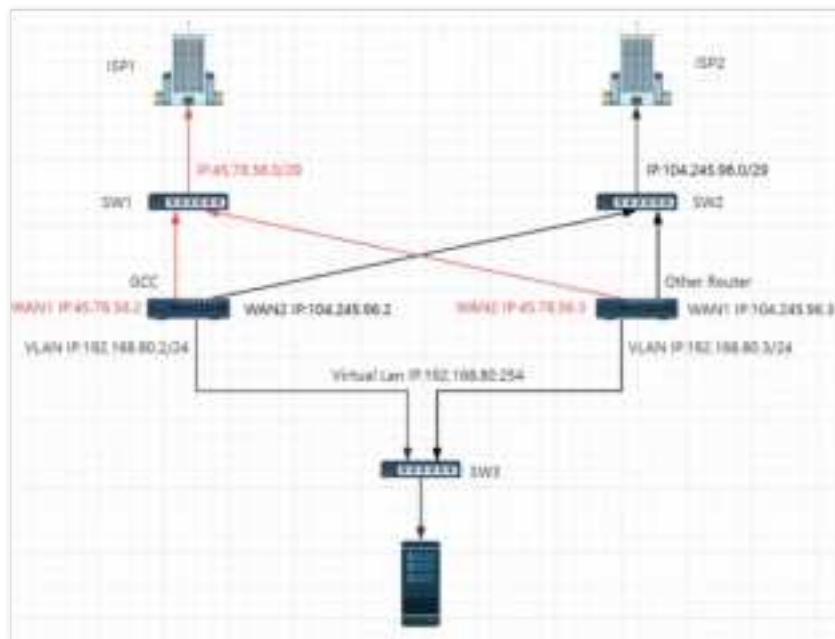 ISP1
ISP2
IP:45.78.56.0/29
IP:104.245.96.0/29
SW1
SW2
GCC
Other Router
WAN1 IP:45.78.56.2
WAN2 IP:104.245.96.2
WAN2 IP:45.78.56.3
WAN1 IP:104.245.96.3
VLAN IP:192.168.80.2/24
VLAN IP:192.168.80.3/24
Virtual Lan IP:192.168.80.254
SW3